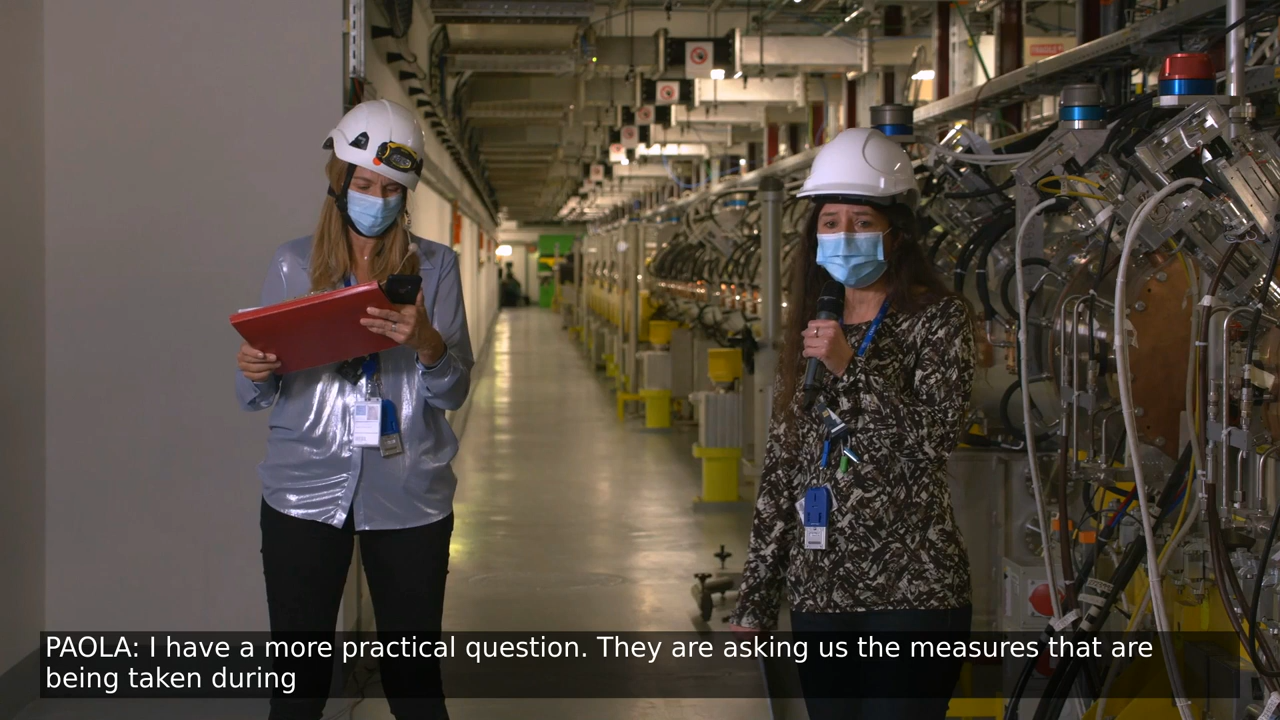 PAOLA: I have a more practical question. They are asking us the measures that are
being taken during